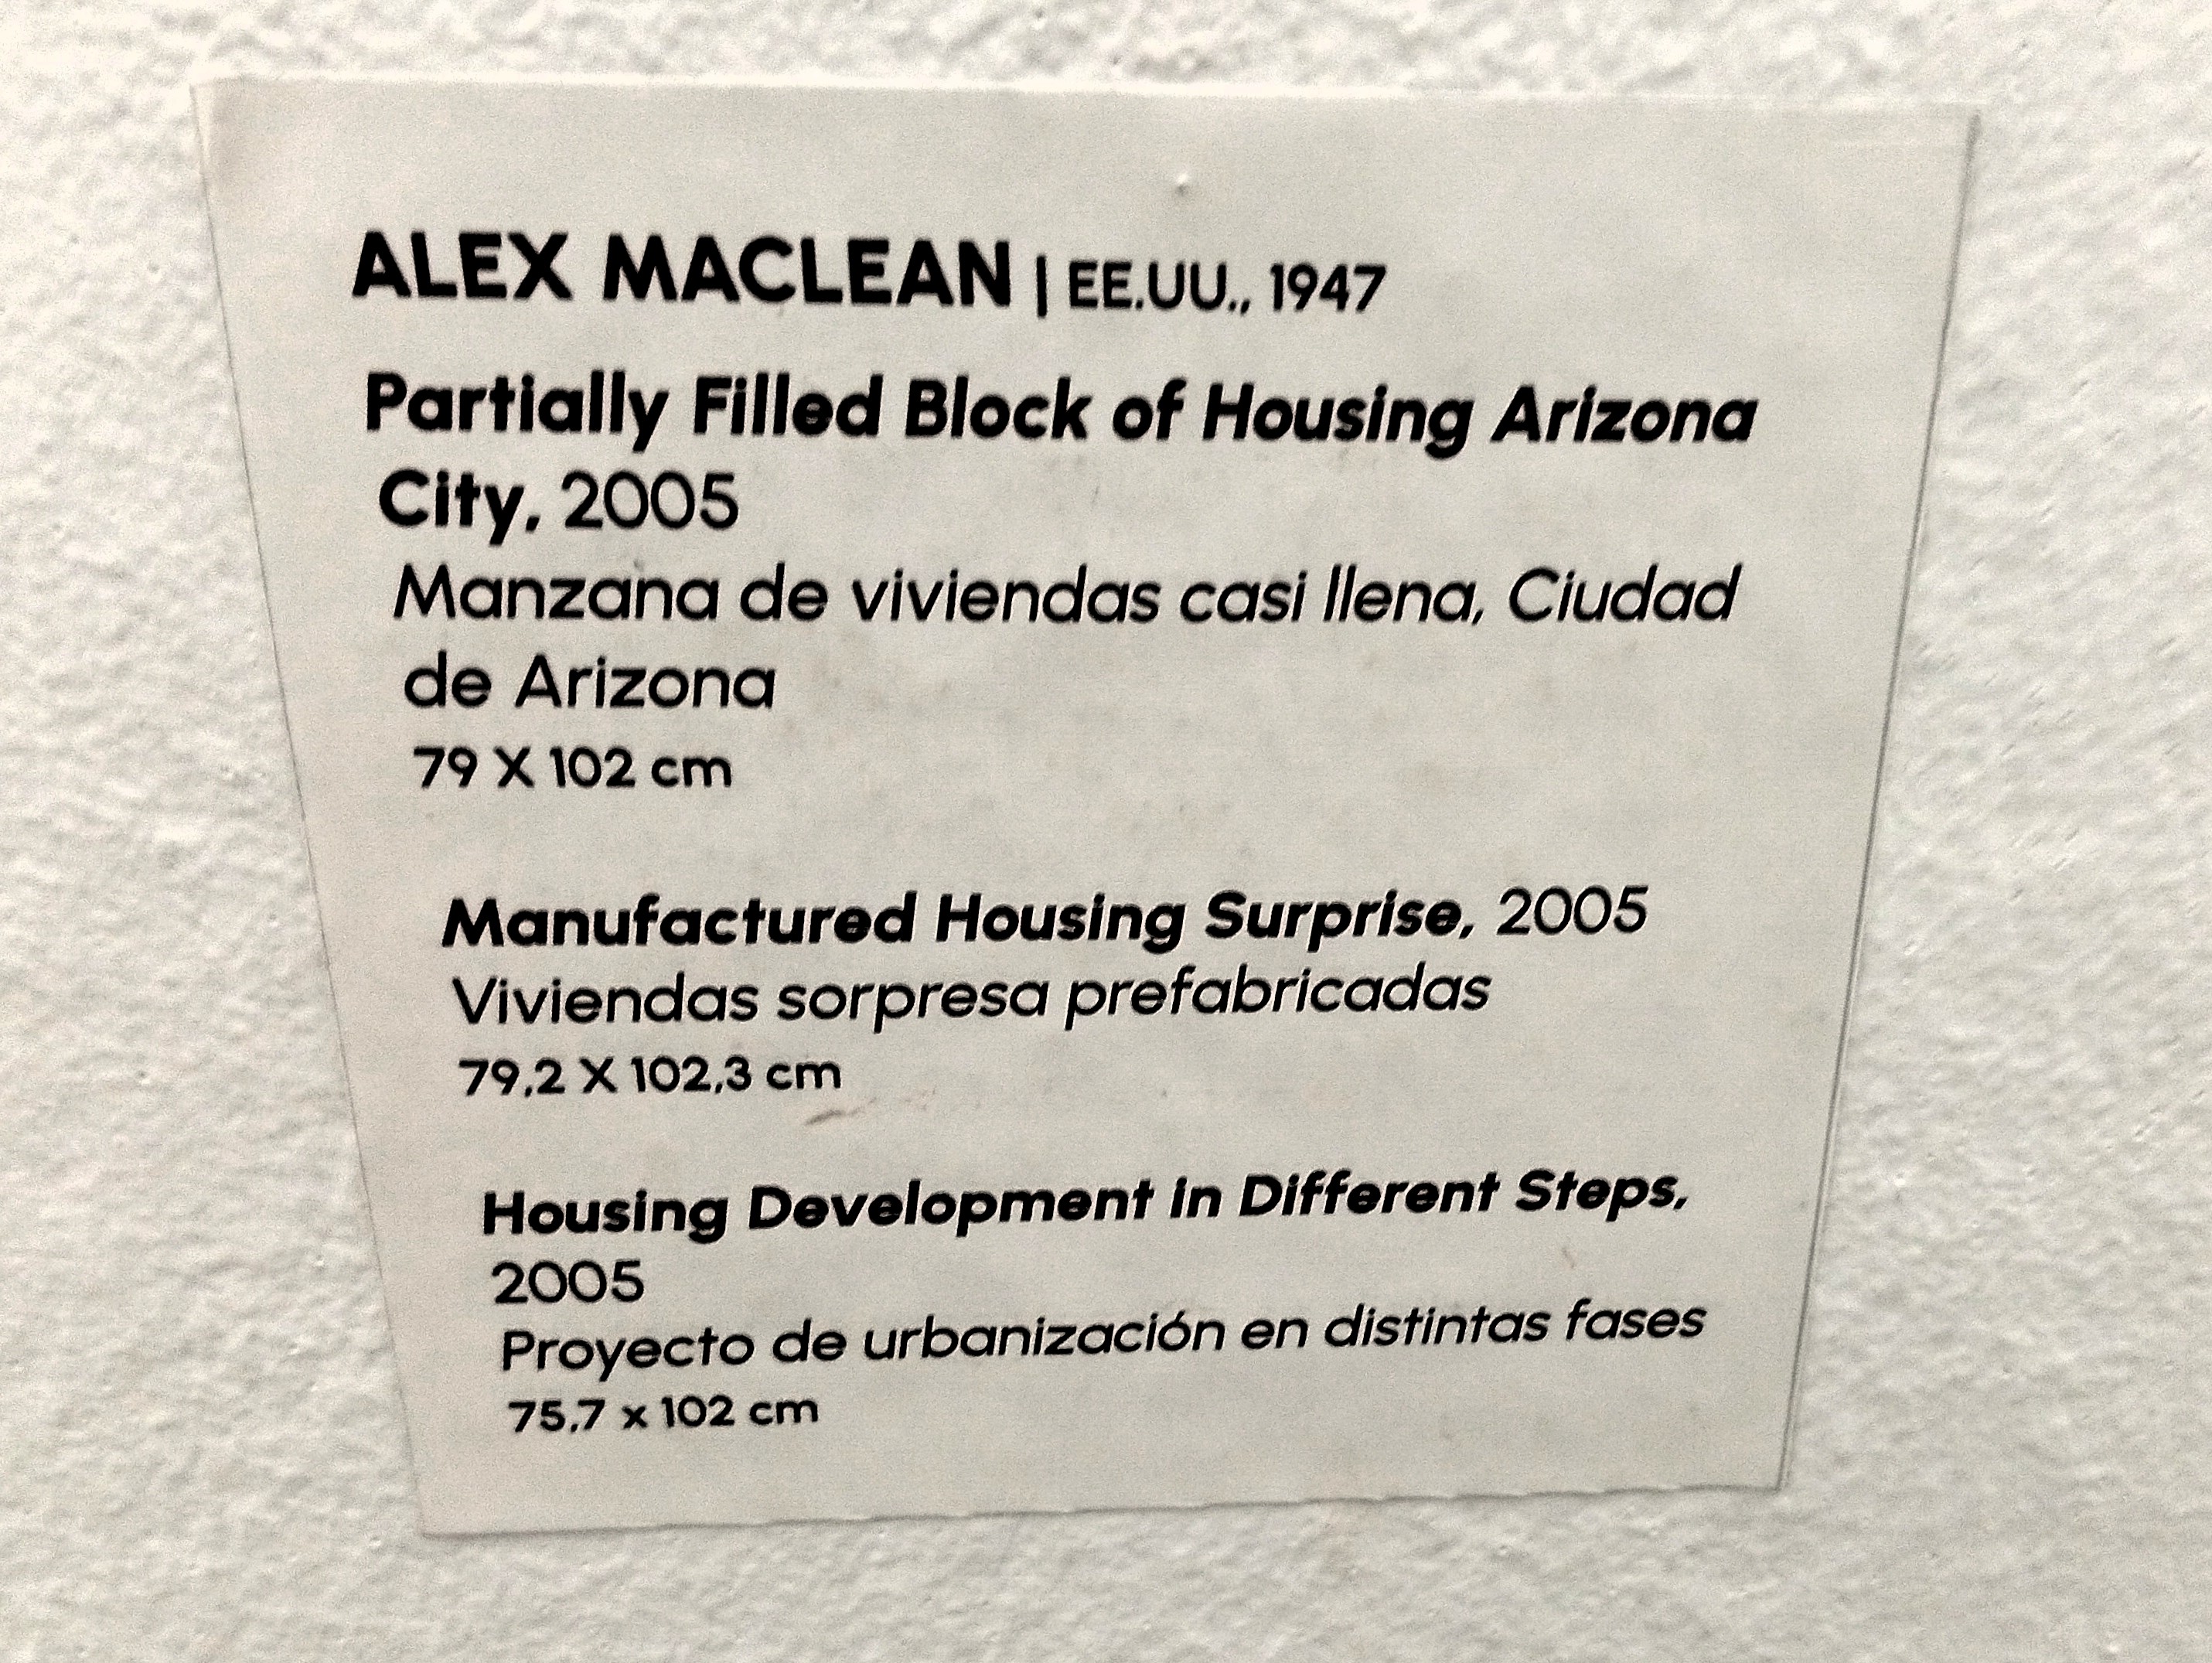 ALEX MACLEAN | EE.UU., 1947
Partially Filled Block of Housing Arizona
City, 2005
Manzana de viviendas casi llena, Ciudad
de Arizona
79 X 102 cm
Manufactured Housing Surprise, 2005
Viviendas sorpresa prefabricadas
79,2 X 102,3 cm
Housing Development in Different Steps,
2005
Proyecto de urbanización en distintas fases
75,7 x 102 cm